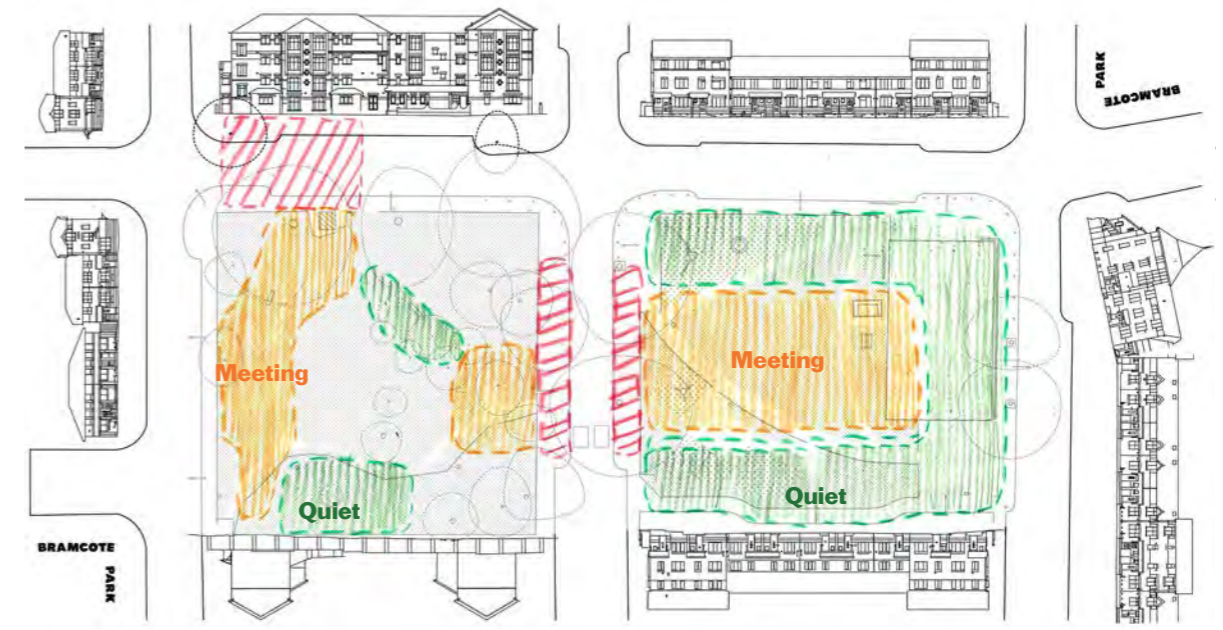 PARK
BRAMCOTE
Meeting
Meeting
Quiet
Quiet
BRAMCOTE
PARK